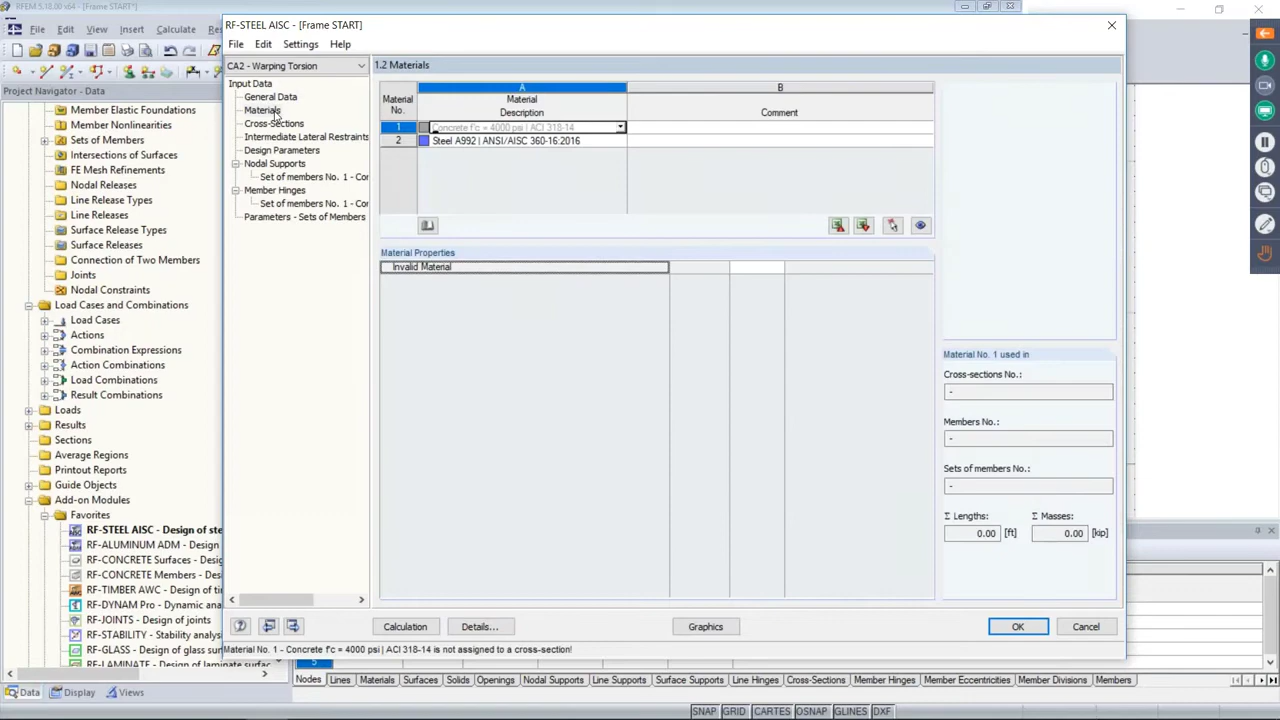 RFEM 5.18.00 x64 - [Frame START*]
File Edit View Insert Calculate
Project Navigator - Data
Member Elastic Foundations
Member Nonlinearities
Sets of Members
Intersections of Surfaces
FE Mesh Refinements
Nodal Releases
Line Release Types
Line Releases
Surface Release Types
Surface Releases
Connection of Two Members
Joints
Nodal Constraints
Load Cases and Combinations
Load Cases
Actions
Combination Expressions
Action Combinations
Load Combinations
Result Combinations
Loads
Results
Sections
Average Regions
Printout Reports
Guide Objects
Add-on Modules
Favorites
RF-STEEL AISC - Design of ste
RF-ALUMINUM ADM - Design
RF-CONCRETE Surfaces - Design
RF-CONCRETE Members - Des
RF-TIMBER AWC - Design of tir
RF-DYNAM Pro - Dynamic ana
RF-JOINTS - Design of joints
RF-STABILITY - Stability analysis
RF-GLASS - Design of glass surf
RF-LAMINATE - Design of laminate surfac
Data Display Views
RF-STEEL AISC - [Frame START]
File Edit Settings Help
CA2 - Warping Torsion
Input Data
General Data
Materials
Cross-Sections
Intermediate Lateral Restraints
Design Parameters
Nodal Supports
Set of members No. 1 - Cor
Member Hinges
Set of members No. 1 - Cor
Parameters - Sets of Members
1.2 Materials
A B
Material No.
Material Description
Comment
1 Concrete f'c = 4000 psi | ACI 318-14
2 Steel A992 | ANSI/AISC 360-16:2016
Material Properties
Invalid Material
Material No. 1 used in
Cross-sections No.:
-
Members No.:
-
Sets of members No.:
-
Σ Lengths: Σ Masses:
0.00 [ft] 0.00 [kip]
Calculation Details... Graphics OK Cancel
Material No. 1 - Concrete f'c = 4000 psi | ACI 318-14 is not assigned to a cross-section!
5
Nodes Lines Materials Surfaces Solids Openings Nodal Supports Line Supports Surface Supports Line Hinges Cross-Sections Member Hinges Member Eccentricities Member Divisions Members
SNAP GRID CARTES OSNAP GLINES DXF